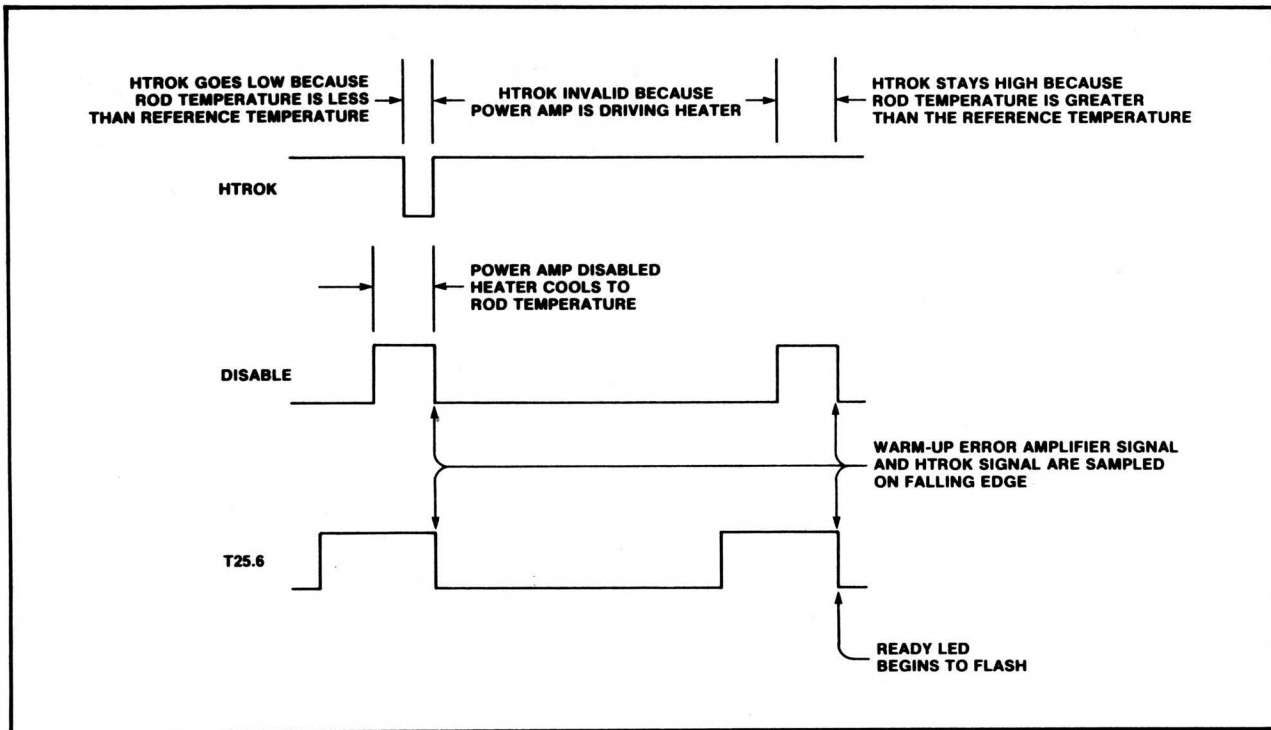 HTROK GOES LOW BECAUSE
ROD TEMPERATURE IS LESS
THAN REFERENCE TEMPERATURE
HTROK INVALID BECAUSE
POWER AMP IS DRIVING HEATER
HTROK STAYS HIGH BECAUSE
ROD TEMPERATURE IS GREATER
THAN THE REFERENCE TEMPERATURE
HTROK
POWER AMP DISABLED
HEATER COOLS TO
ROD TEMPERATURE
DISABLE
WARM-UP ERROR AMPLIFIER SIGNAL
AND HTROK SIGNAL ARE SAMPLED
ON FALLING EDGE
T25.6
READY LED
BEGINS TO FLASH